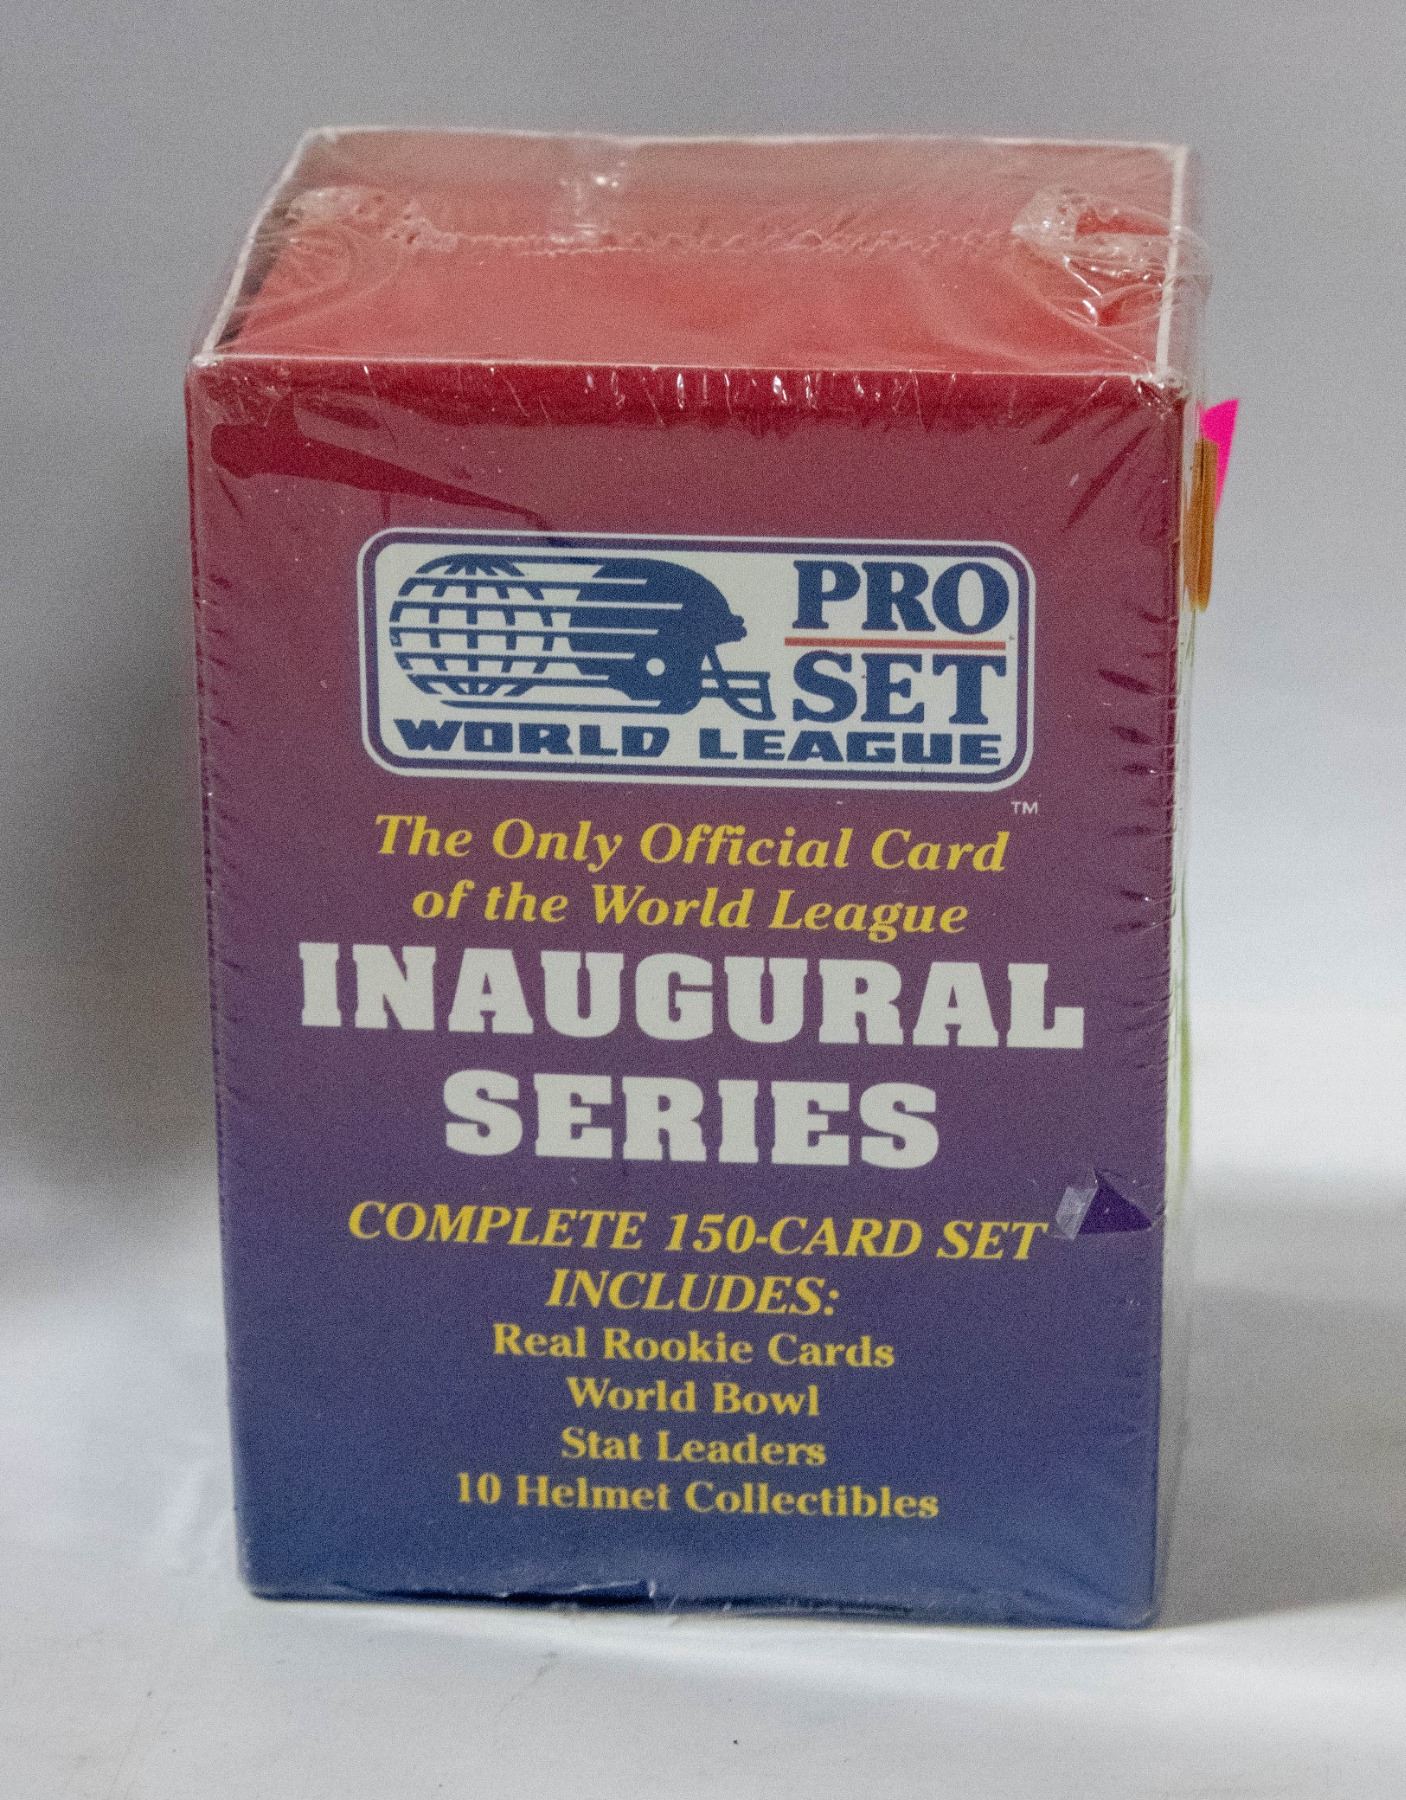 PRO
SET
WORLD LEAGUE
TM
The Only Official Card
of the World League
INAUGURAL
SERIES
COMPLETE 150-CARD SET
INCLUDES:
Real Rookie Cards
World Bowl
Stat Leaders
10 Helmet Collectibles